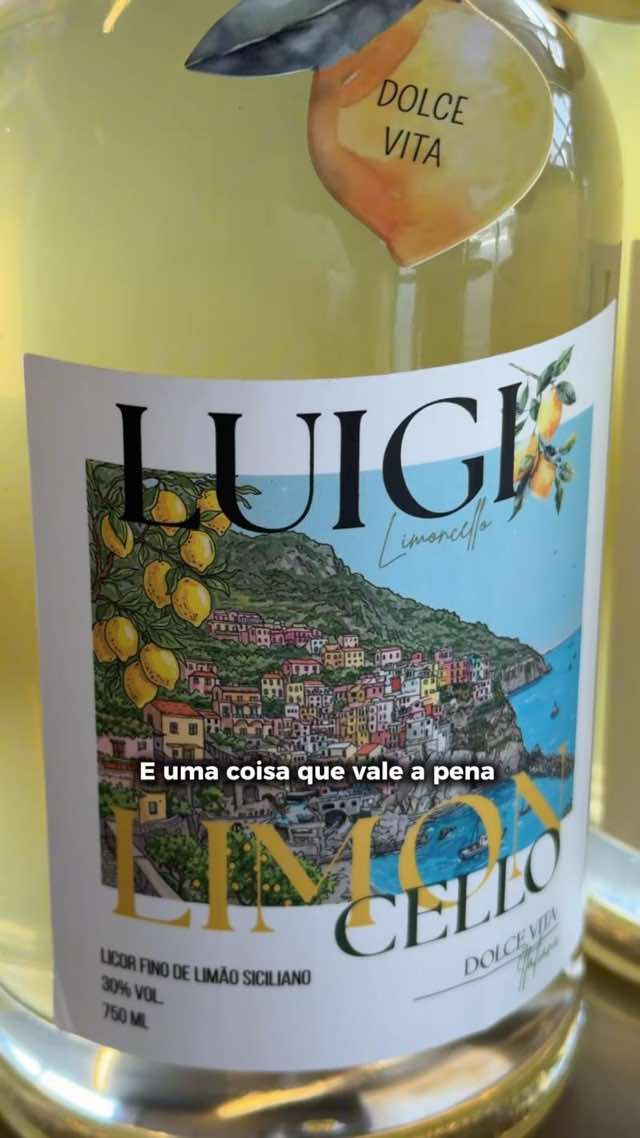 DOLCE
VITA
LUIGI
Limoncello
E uma coisa que vale a pena
LIMON
CELLO
LICOR FINO DE LIMÃO SICILIANO
30% VOL.
750 ML
DOLCE VITA